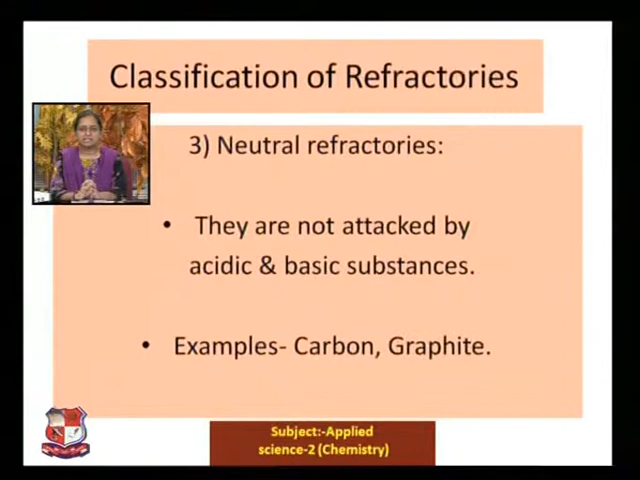 Classification of Refractories
3) Neutral refractories:
• They are not attacked by
acidic & basic substances.
• Examples- Carbon, Graphite.
Subject:-Applied
science-2 (Chemistry)